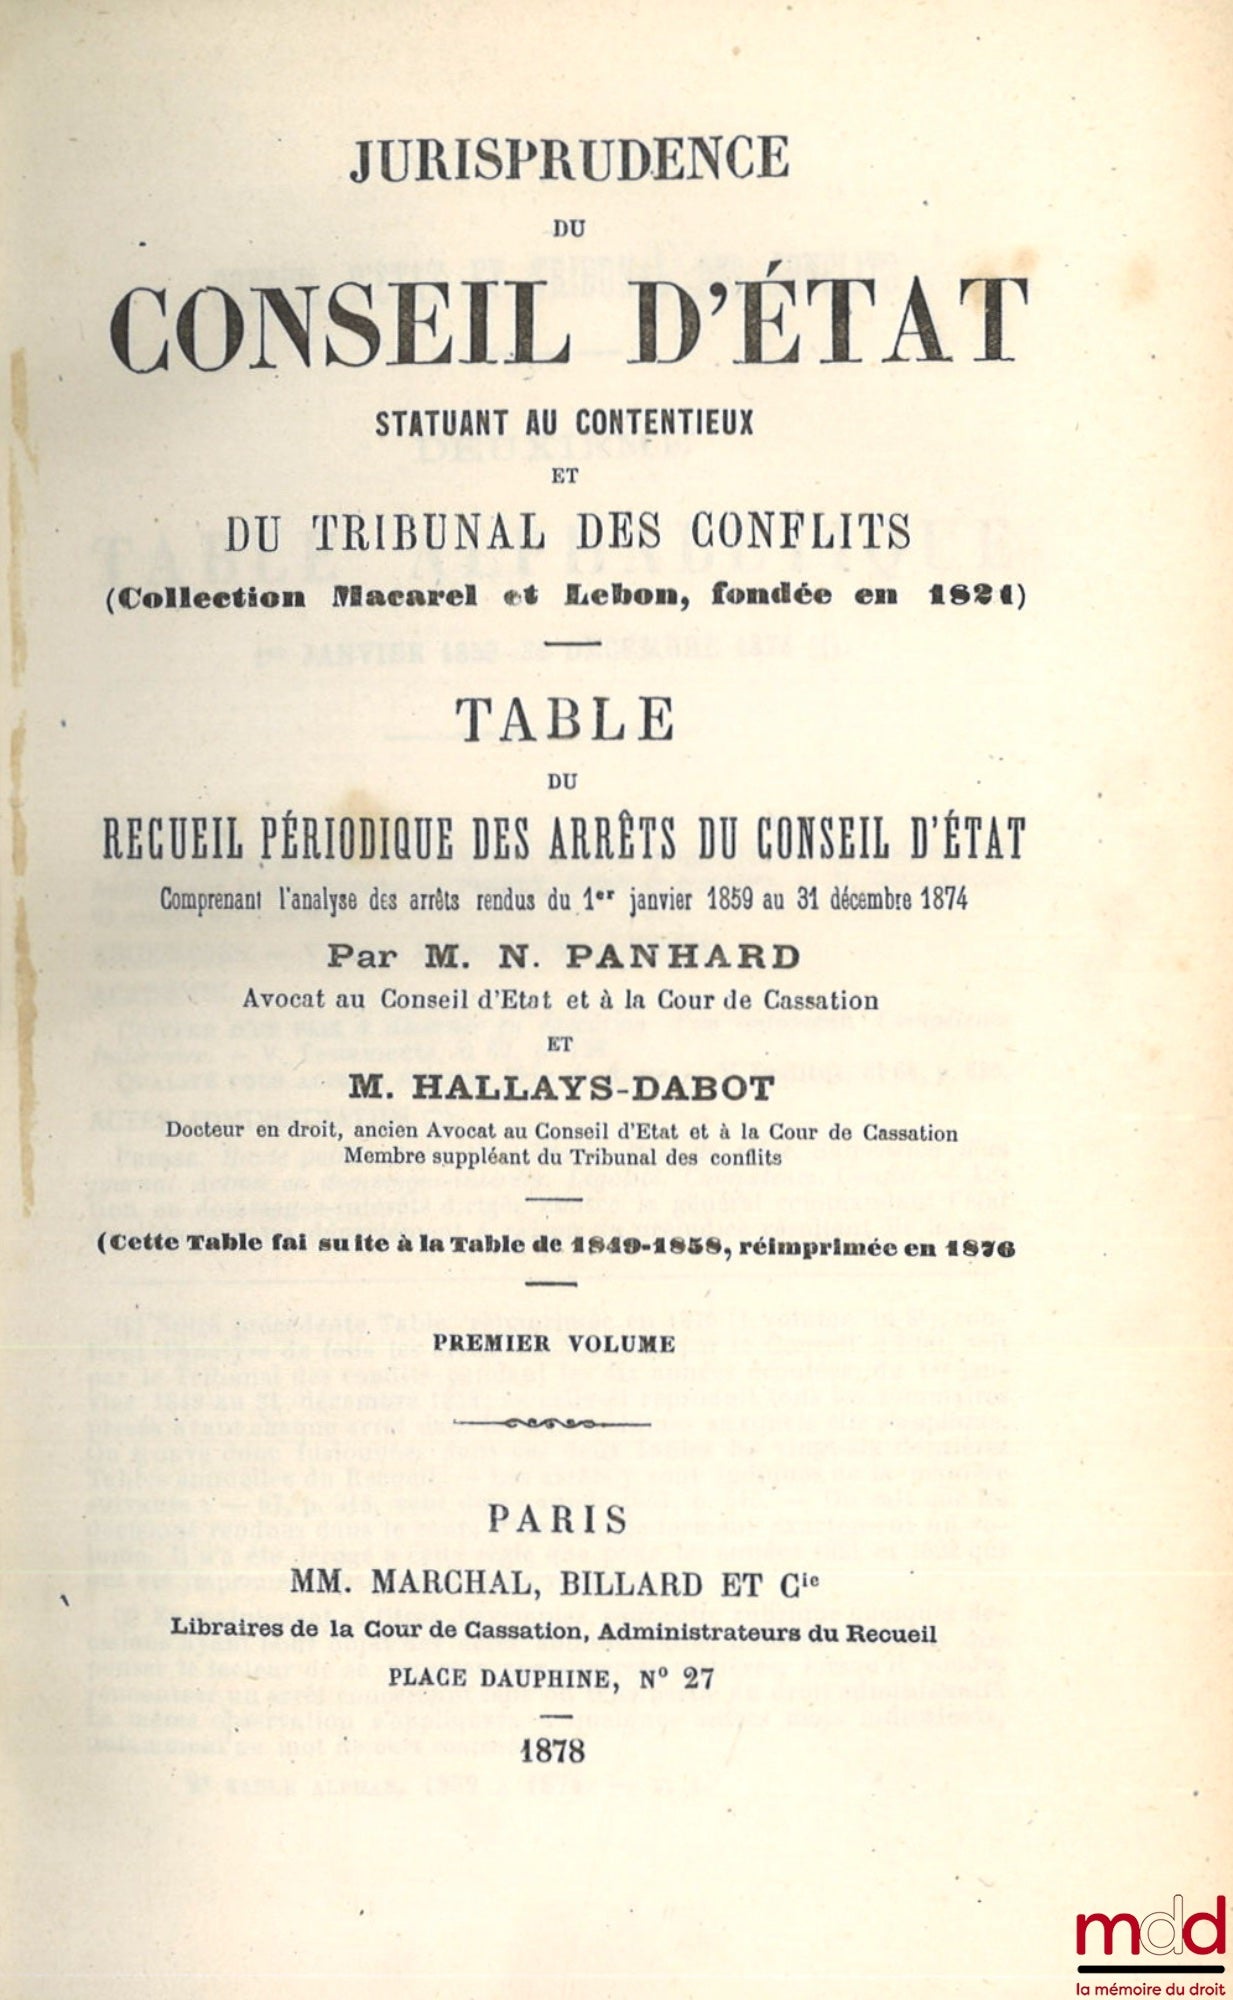 JURISPRUDENCE
DU
CONSEIL D'ÉTAT
STATUANT AU CONTENTIEUX
ET
DU TRIBUNAL DES CONFLITS
(Collection Macarel et Lebon, fondée en 1821)
TABLE
DU
RECUEIL PÉRIODIQUE DES ARRÊTS DU CONSEIL D'ÉTAT
Comprenant l'analyse des arrêts rendus du 1er janvier 1859 au 31 décembre 1874
Par M. N. PANHARD
Avocat au Conseil d'Etat et à la Cour de Cassation
ET
M. HALLAYS-DABOT
Docteur en droit, ancien Avocat au Conseil d'Etat et à la Cour de Cassation
Membre suppléant du Tribunal des conflits
(Cette Table fai suite à la Table de 1849-1858, réimprimée en 1876
PREMIER VOLUME
PARIS
MM. MARCHAL, BILLARD ET Cie
Libraires de la Cour de Cassation, Administrateurs du Recueil
PLACE DAUPHINE, N° 27
1878
mdd
la mémoire du droit